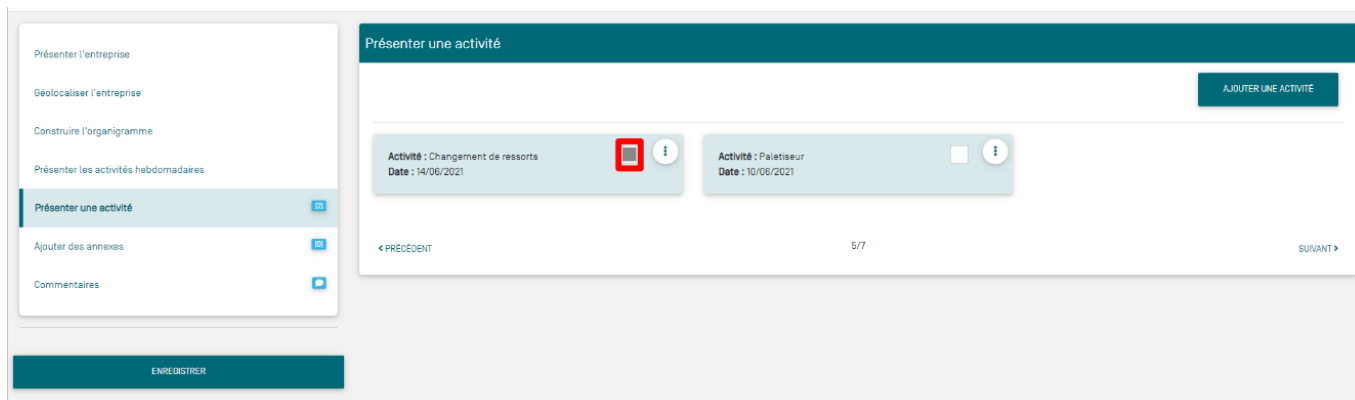 Présenter l'entreprise
Géolocaliser l'entreprise
Construire l'organigramme
Présenter les activités hebdomadaires
Présenter une activité
(2)
Ajouter des annexes
(0)
Commentaires
ENREGISTRER
Présenter une activité
AJOUTER UNE ACTIVITÉ
Activité : Changement de ressorts
Date : 14/06/2021
Activité : Paletiseur
Date : 10/06/2021
PRÉCÉDENT
5/7
SUIVANT